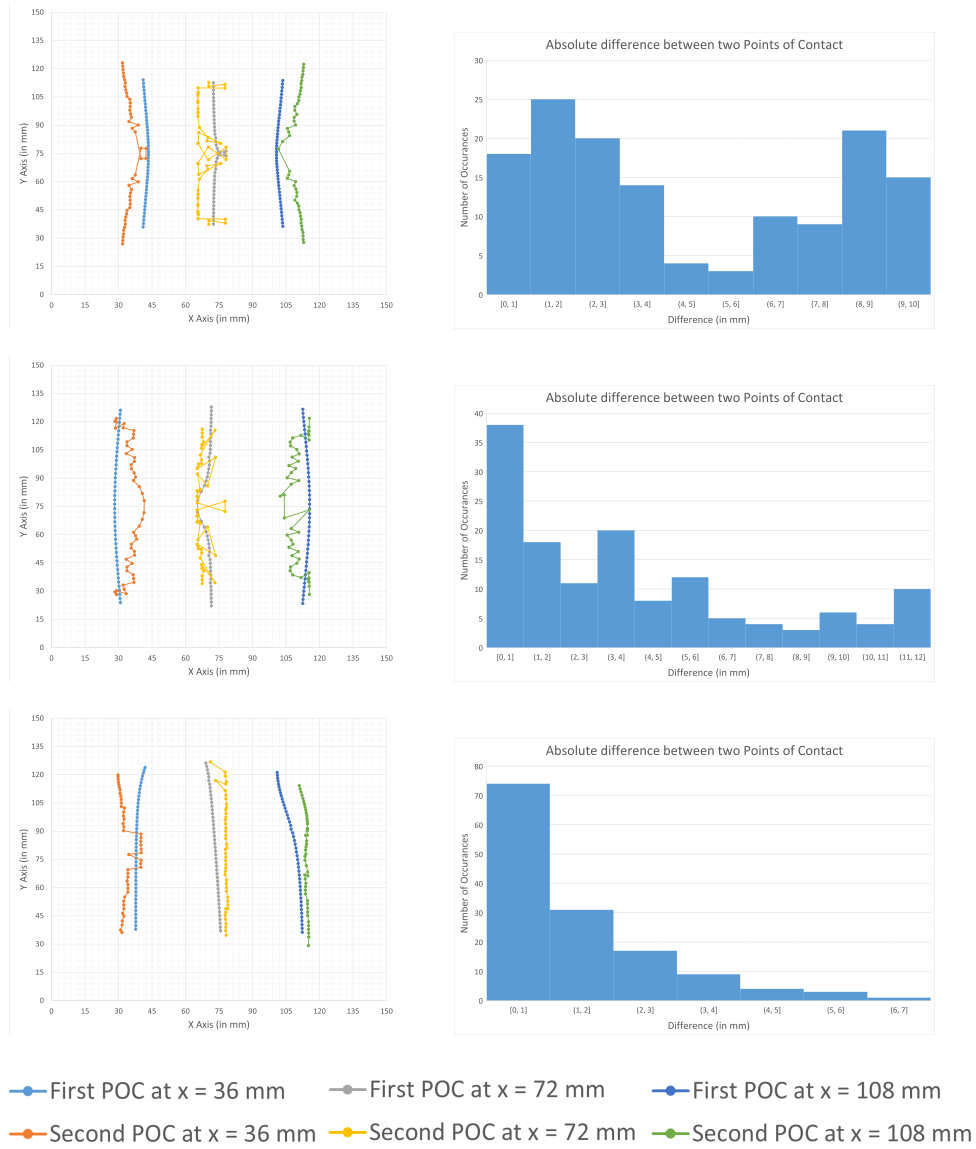 150
135
120
105
90
75
60
45
30
15
0
Y Axis (in mm)
0 15 30 45 60 75 90 105 120 135 150
X Axis (in mm)
Absolute difference between two Points of Contact
30
25
20
15
10
5
0
Number of Occurances
[0, 1] (1, 2] (2, 3] (3, 4] (4, 5] (5, 6] (6, 7] (7, 8] (8, 9] (9, 10]
Difference (in mm)
150
135
120
105
90
75
60
45
30
15
0
Y Axis (in mm)
0 15 30 45 60 75 90 105 120 135 150
X Axis (in mm)
Absolute difference between two Points of Contact
40
35
30
25
20
15
10
5
0
Number of Occurances
[0, 1] (1, 2] (2, 3] (3, 4] (4, 5] (5, 6] (6, 7] (7, 8] (8, 9] (9, 10] (10, 11] (11, 12]
Difference (in mm)
150
135
120
105
90
75
60
45
30
15
0
Y Axis (in mm)
0 15 30 45 60 75 90 105 120 135 150
X Axis (in mm)
Absolute difference between two Points of Contact
80
70
60
50
40
30
20
10
0
Number of Occurances
[0, 1] (1, 2] (2, 3] (3, 4] (4, 5] (5, 6] (6, 7]
Difference (in mm)
First POC at x = 36 mm First POC at x = 72 mm First POC at x = 108 mm
Second POC at x = 36 mm Second POC at x = 72 mm Second POC at x = 108 mm